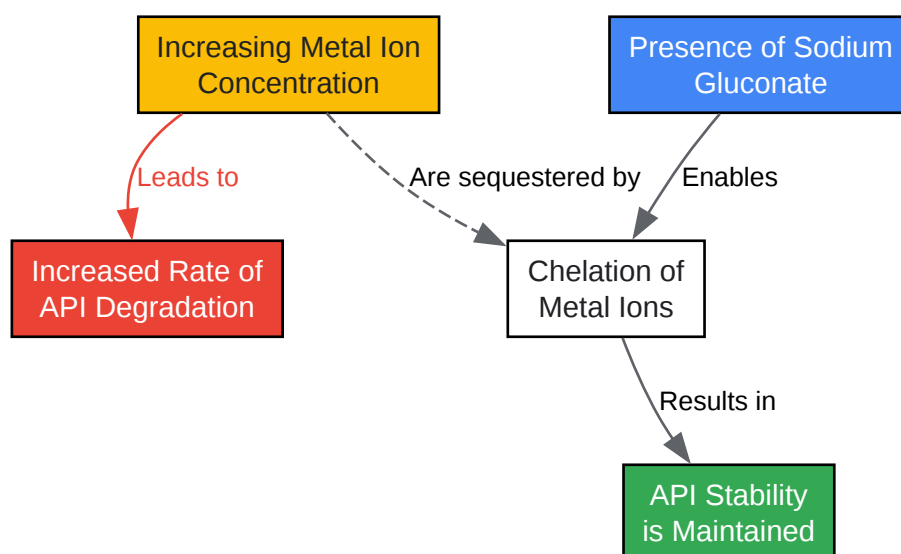 Increasing Metal Ion
Concentration
Presence of Sodium
Gluconate
Leads to
Are sequestered by
Enables
Increased Rate of
API Degradation
Chelation of
Metal Ions
Results in
API Stability
is Maintained